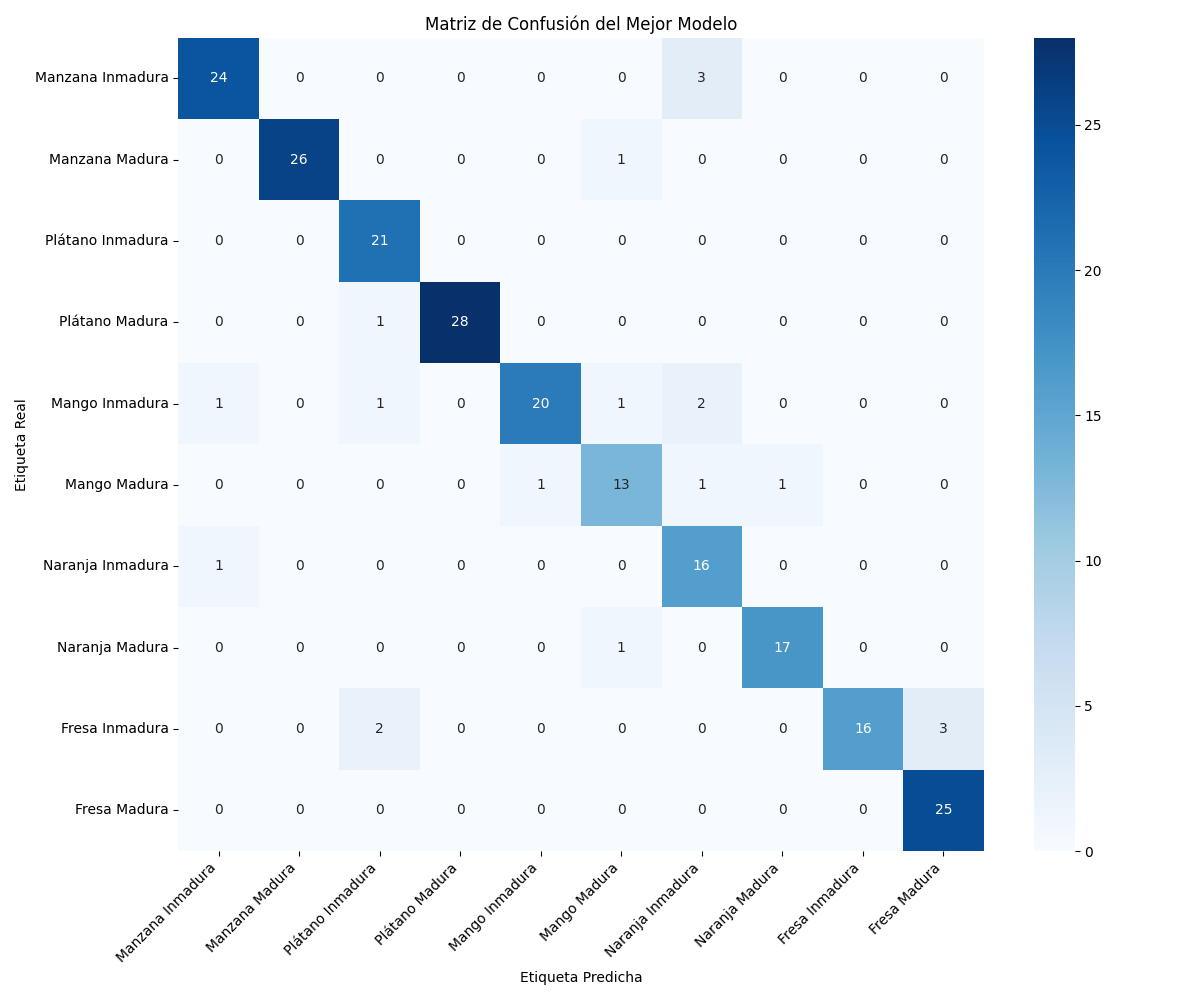 Matriz de Confusión del Mejor Modelo
Etiqueta Real
Manzana Inmadura 24 0 0 0 0 3 0 0 0
Manzana Madura 0 26 0 0 0 1 0 0 0 0
Plátano Inmadura 0 0 21 0 0 0 0 0 0 0
Plátano Madura 0 0 1 28 0 0 0 0 0 0
Mango Inmadura 1 0 1 0 20 1 2 0 0 0
Mango Madura 0 0 0 0 1 13 1 1 0 0
Naranja Inmadura 1 0 0 0 0 0 16 0 0 0
Naranja Madura 0 0 0 0 0 1 0 17 0 0
Fresa Inmadura 0 0 2 0 0 0 0 0 16 3
Fresa Madura 0 0 0 0 0 0 0 0 0 25
Manzana Inmadura
Manzana Madura
Plátano Inmadura
Plátano Madura
Mango Inmadura
Mango Madura
Naranja Inmadura
Naranja Madura
Fresa Inmadura
Fresa Madura
Etiqueta Predicha
25
20
15
10
5
0